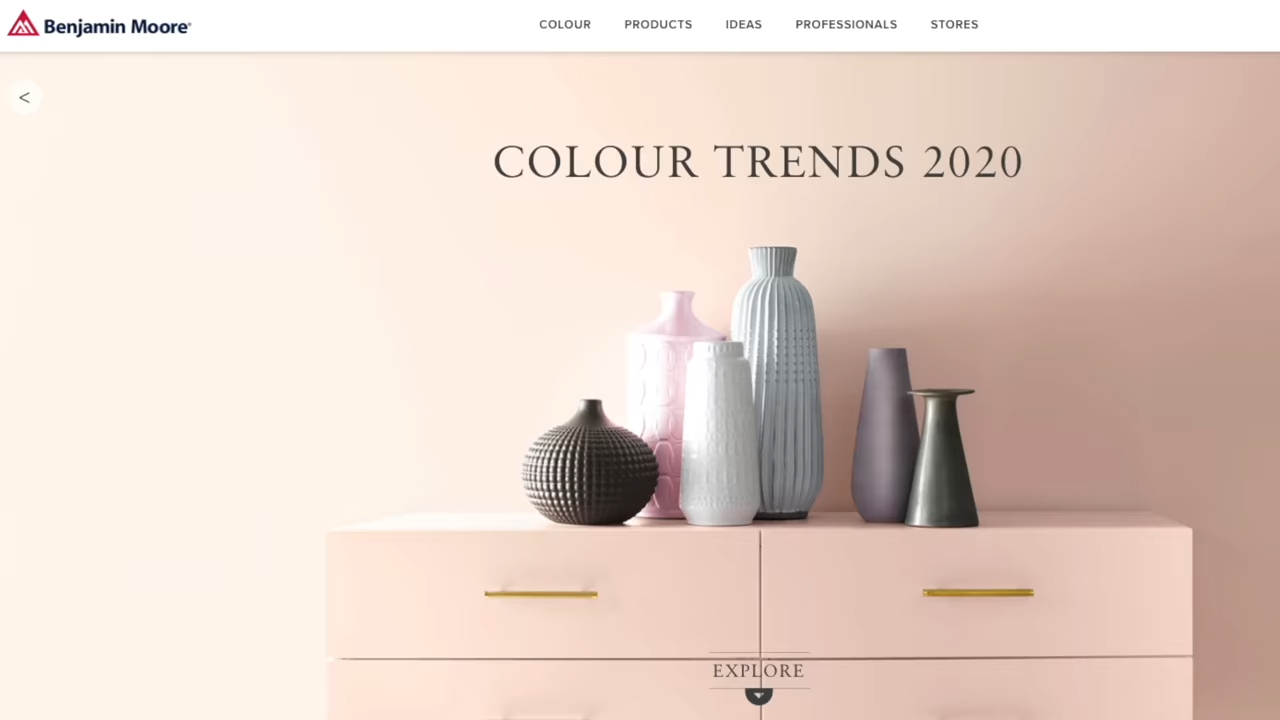 Benjamin Moore®
COLOUR PRODUCTS IDEAS PROFESSIONALS STORES
<
COLOUR TRENDS 2020
EXPLORE